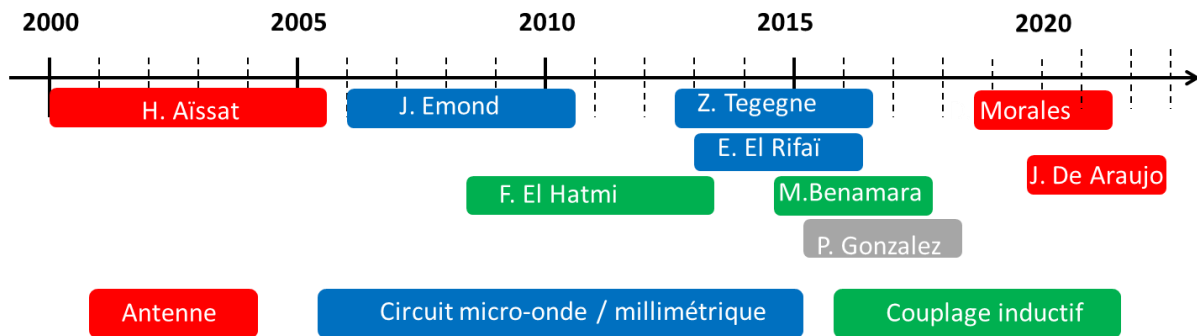 2000 2005 2010 2015 2020
H. Aïssat J. Emond Z. Tegegne Morales
E. El Rifaï
J. De Araujo
F. El Hatmi M.Benamara
P. Gonzalez
Antenne Circuit micro-onde / millimétrique Couplage inductif